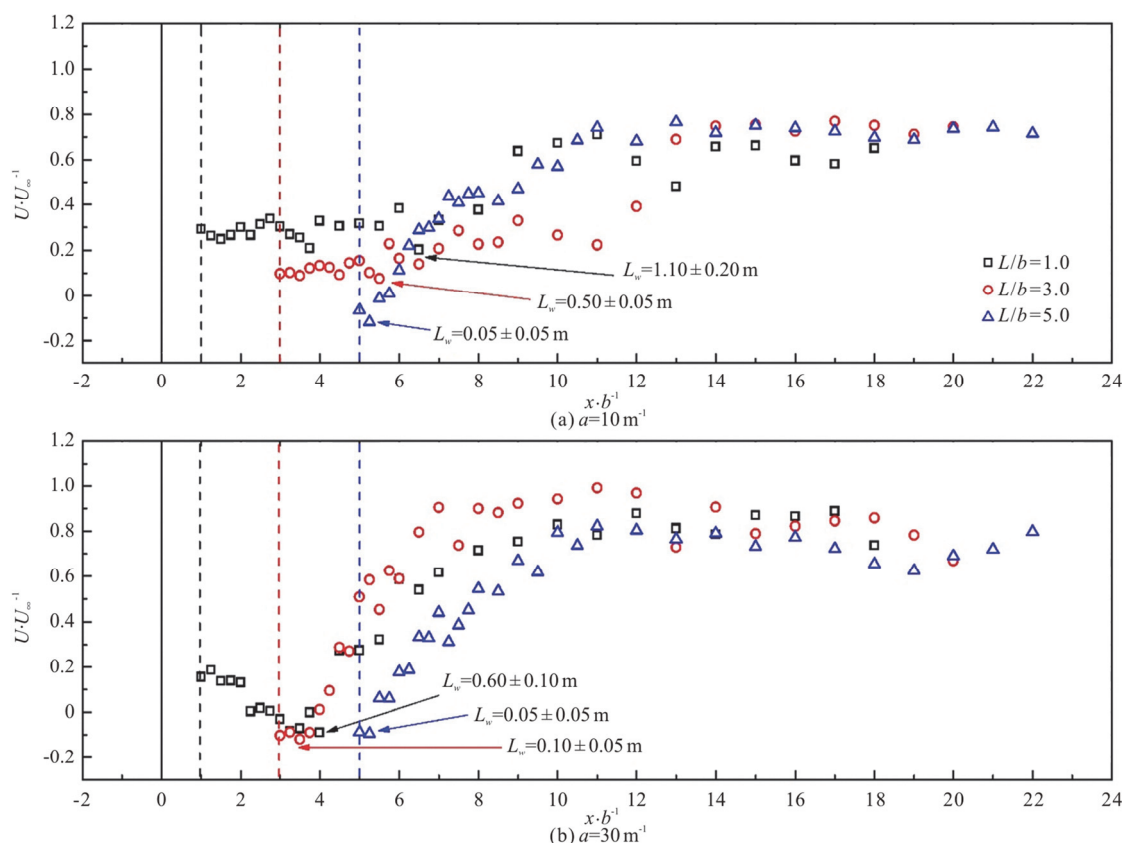 1.2
1.0
0.8
0.6
0.4
0.2
0
-0.2
U·U∞⁻¹
Lw=1.10±0.20 m
Lw=0.50±0.05 m
Lw=0.05±0.05 m
L/b=1.0
L/b=3.0
L/b=5.0
-2 0 2 4 6 8 10 12 14 16 18 20 22 24
x·b⁻¹
(a) a=10 m⁻¹
1.2
1.0
0.8
0.6
0.4
0.2
0
-0.2
U·U∞⁻¹
Lw=0.60±0.10 m
Lw=0.05±0.05 m
Lw=0.10±0.05 m
-2 0 2 4 6 8 10 12 14 16 18 20 22 24
x·b⁻¹
(b) a=30 m⁻¹